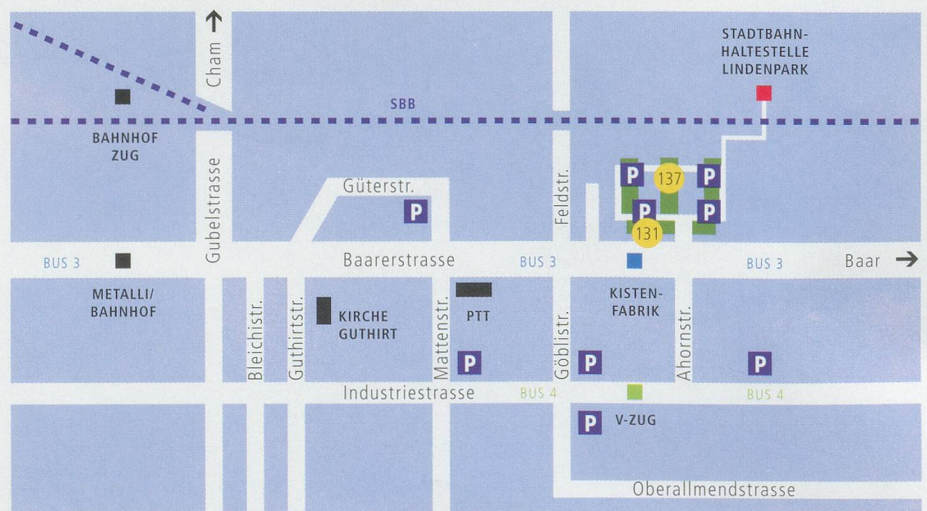 STADTBAHN-
HALTESTELLE
LINDENPARK
Cham
SBB
BAHNHOF
ZUG
Gubelstrasse
Güterstr.
P
Feldstr.
P
137
P
P
P
131
BUS 3
Baarerstrasse
BUS 3
BUS 3
Baar
METALLI/
BAHNHOF
Bleichistr.
Guthirtstr.
KIRCHE
GUTHIRT
Mattenstr.
PTT
P
Göblistr.
KISTEN-
FABRIK
P
Ahornstr.
P
Industriestrasse
BUS 4
BUS 4
P
V-ZUG
Oberallmendstrasse